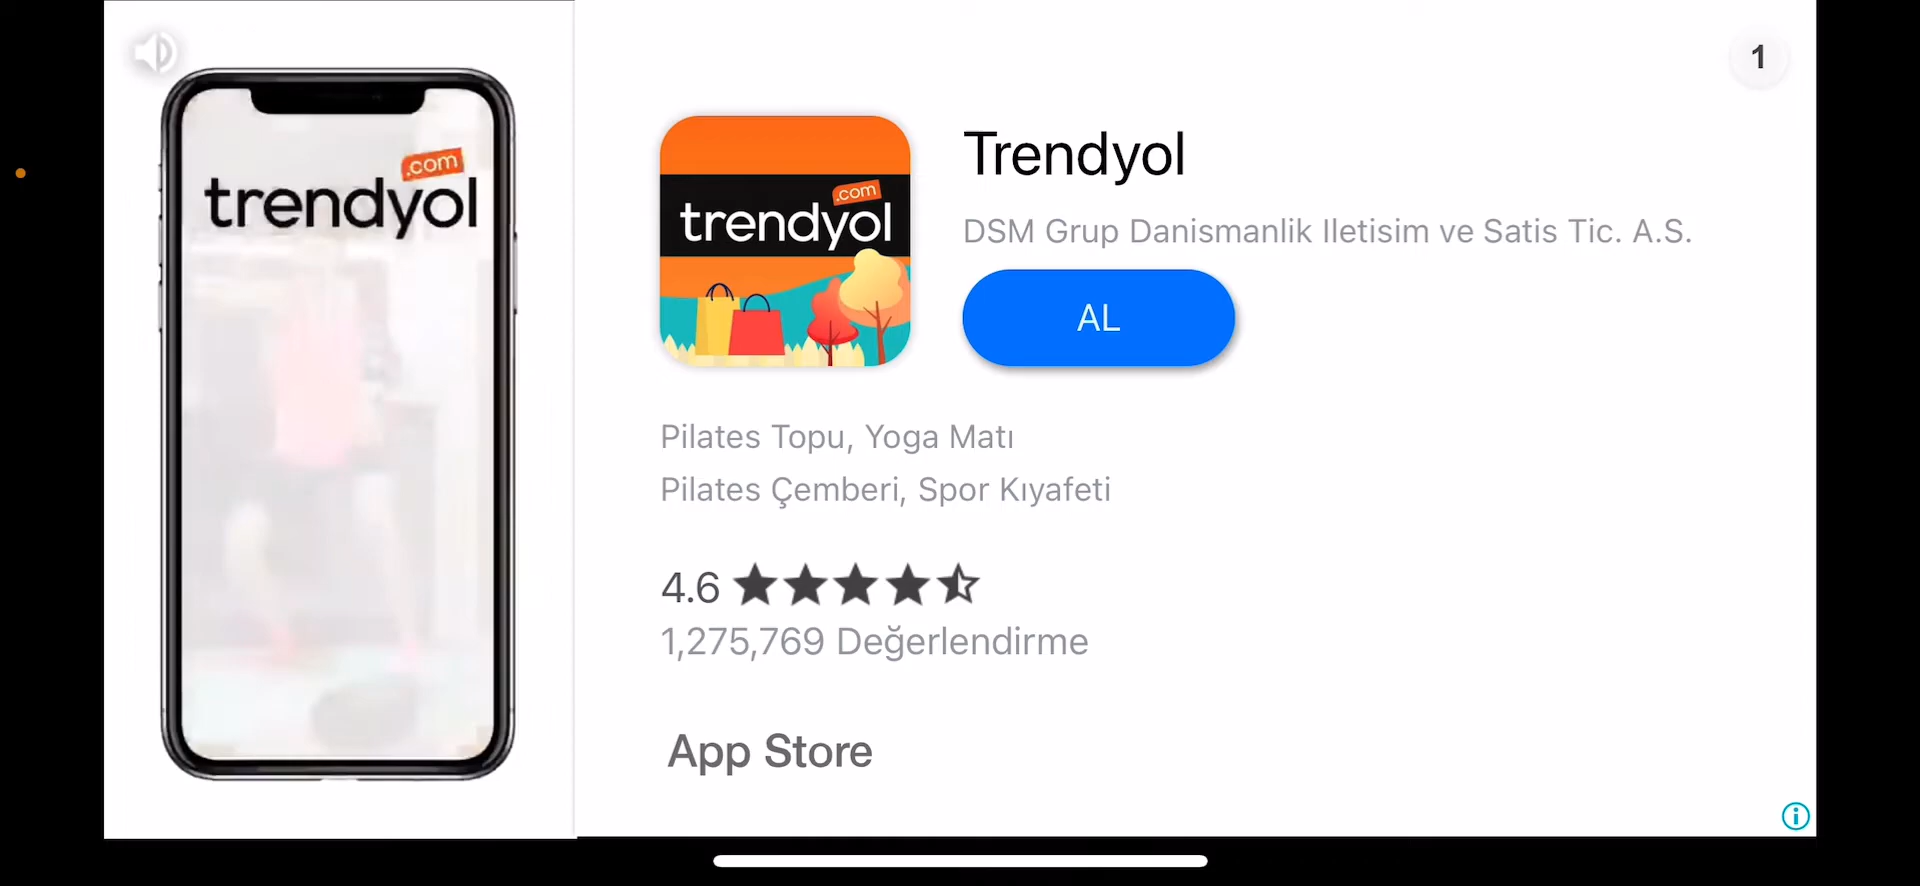 .com
trendyol
1
.com
trendyol
Trendyol
DSM Grup Danismanlik Iletisim ve Satis Tic. A.S.
AL
Pilates Topu, Yoga Matı
Pilates Çemberi, Spor Kıyafeti
4.6
1,275,769 Değerlendirme
App Store